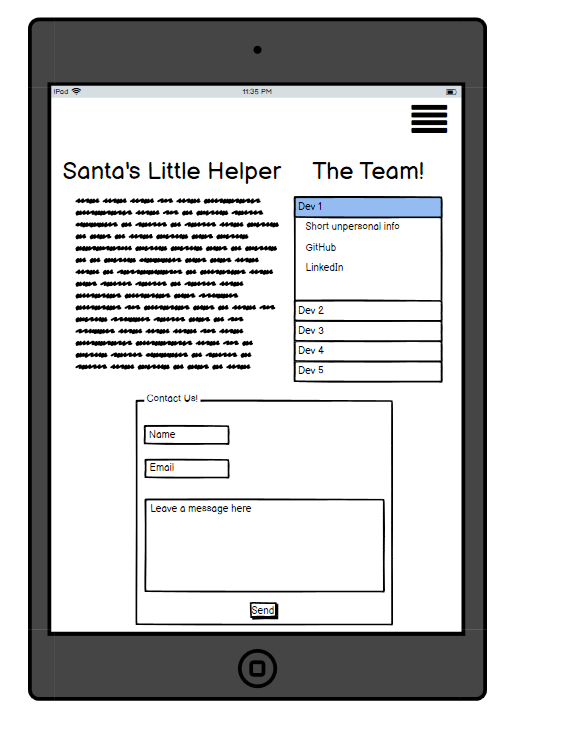 iPad 11:35 PM
Santa's Little Helper
The Team!
Dev 1
Short unpersonal info
GitHub
LinkedIn
Dev 2
Dev 3
Dev 4
Dev 5
Contact Us!
Name
Email
Leave a message here
Send